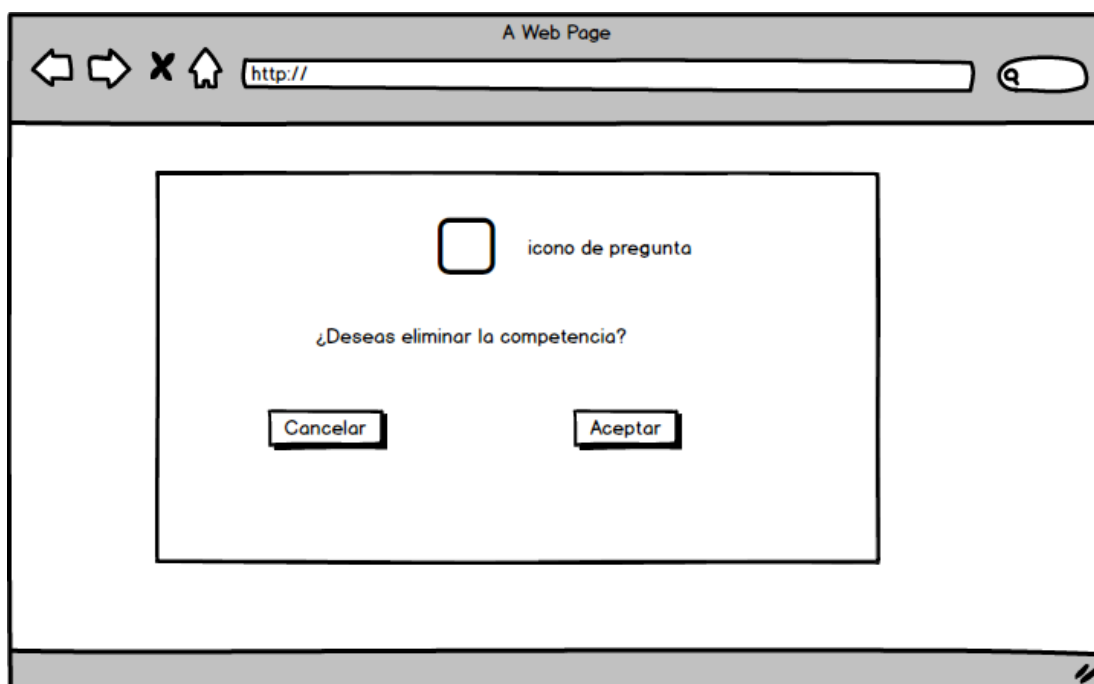 A Web Page
http://
icono de pregunta
¿Deseas eliminar la competencia?
Cancelar
Aceptar